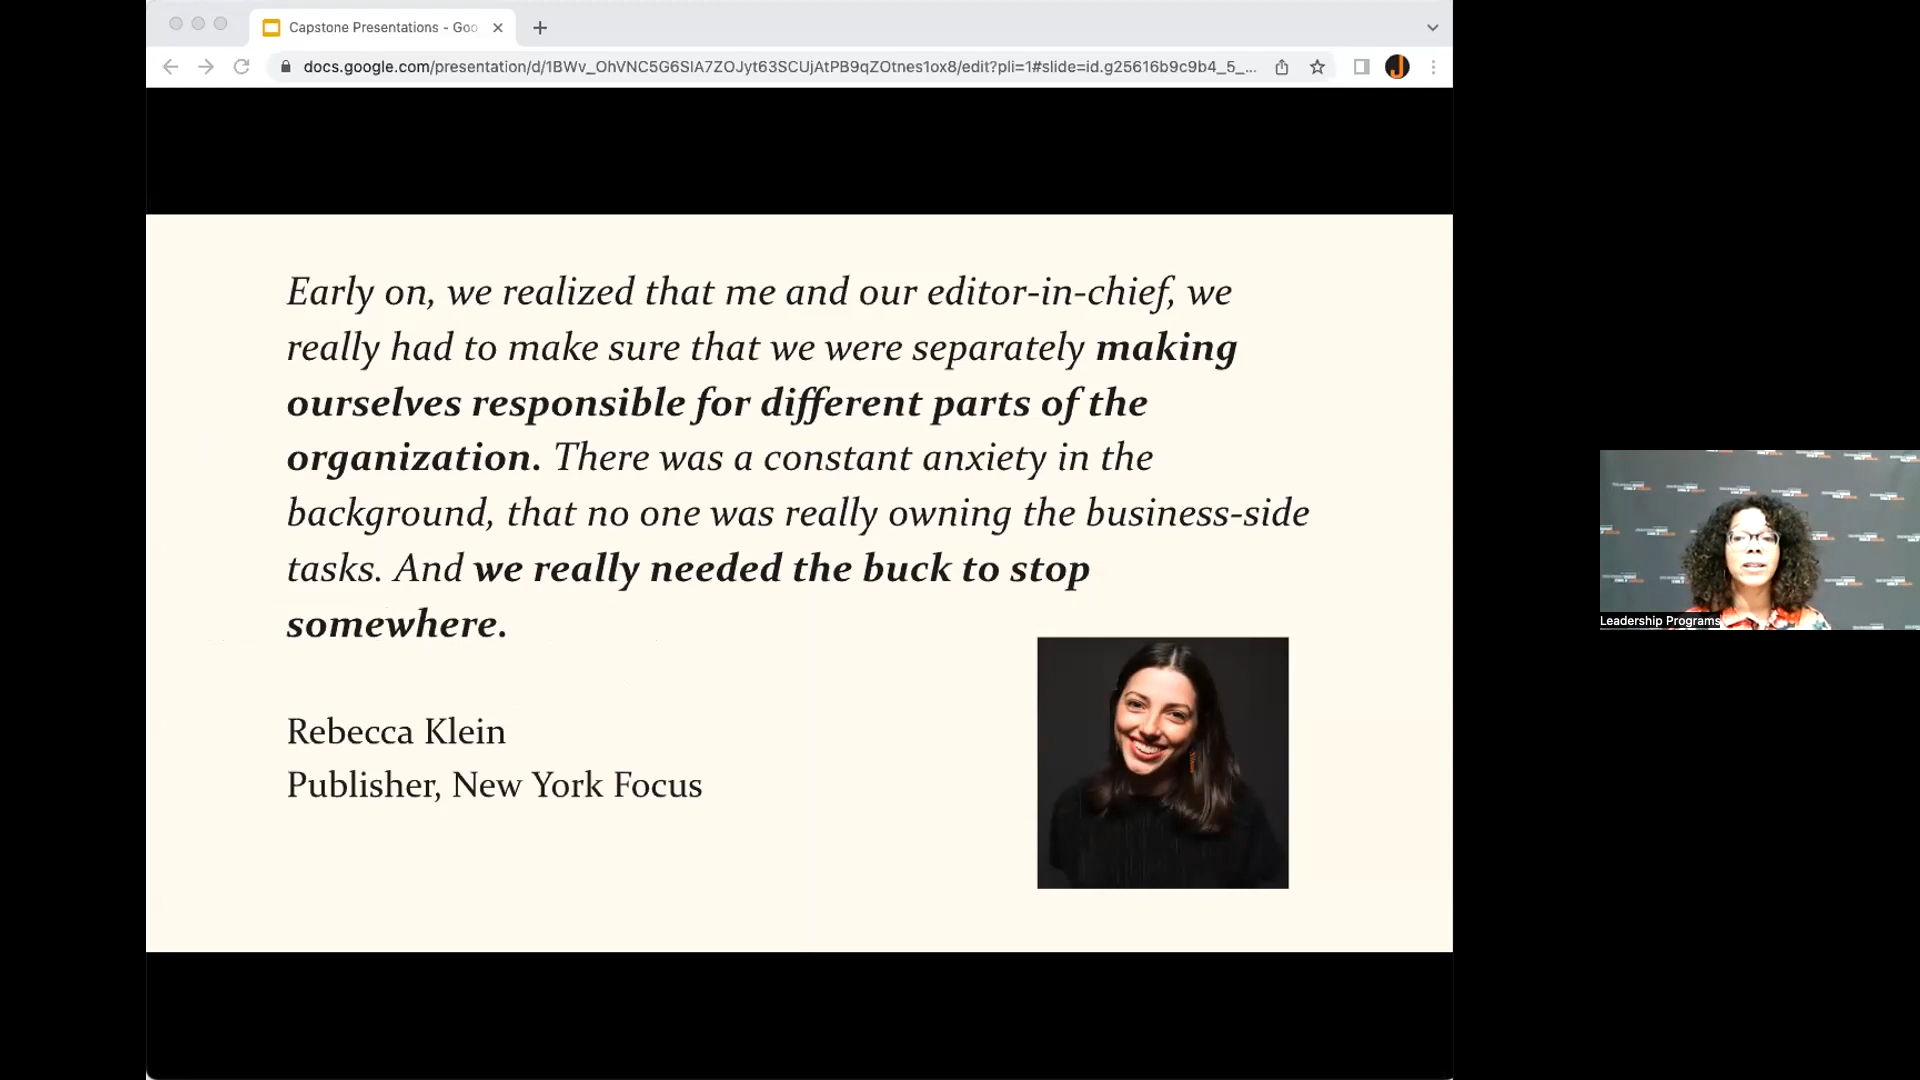 Capstone Presentations - Goo
docs.google.com/presentation/d/1BWv_OhVNC5G6SIA7ZOJyt63SCUjAtPB9qZOtnes1ox8/edit?pli=1#slide=id.g25616b9c9b4_5_...
Early on, we realized that me and our editor-in-chief, we
really had to make sure that we were separately making
ourselves responsible for different parts of the
organization. There was a constant anxiety in the
background, that no one was really owning the business-side
tasks. And we really needed the buck to stop
somewhere.
Rebecca Klein
Publisher, New York Focus
Leadership Programs